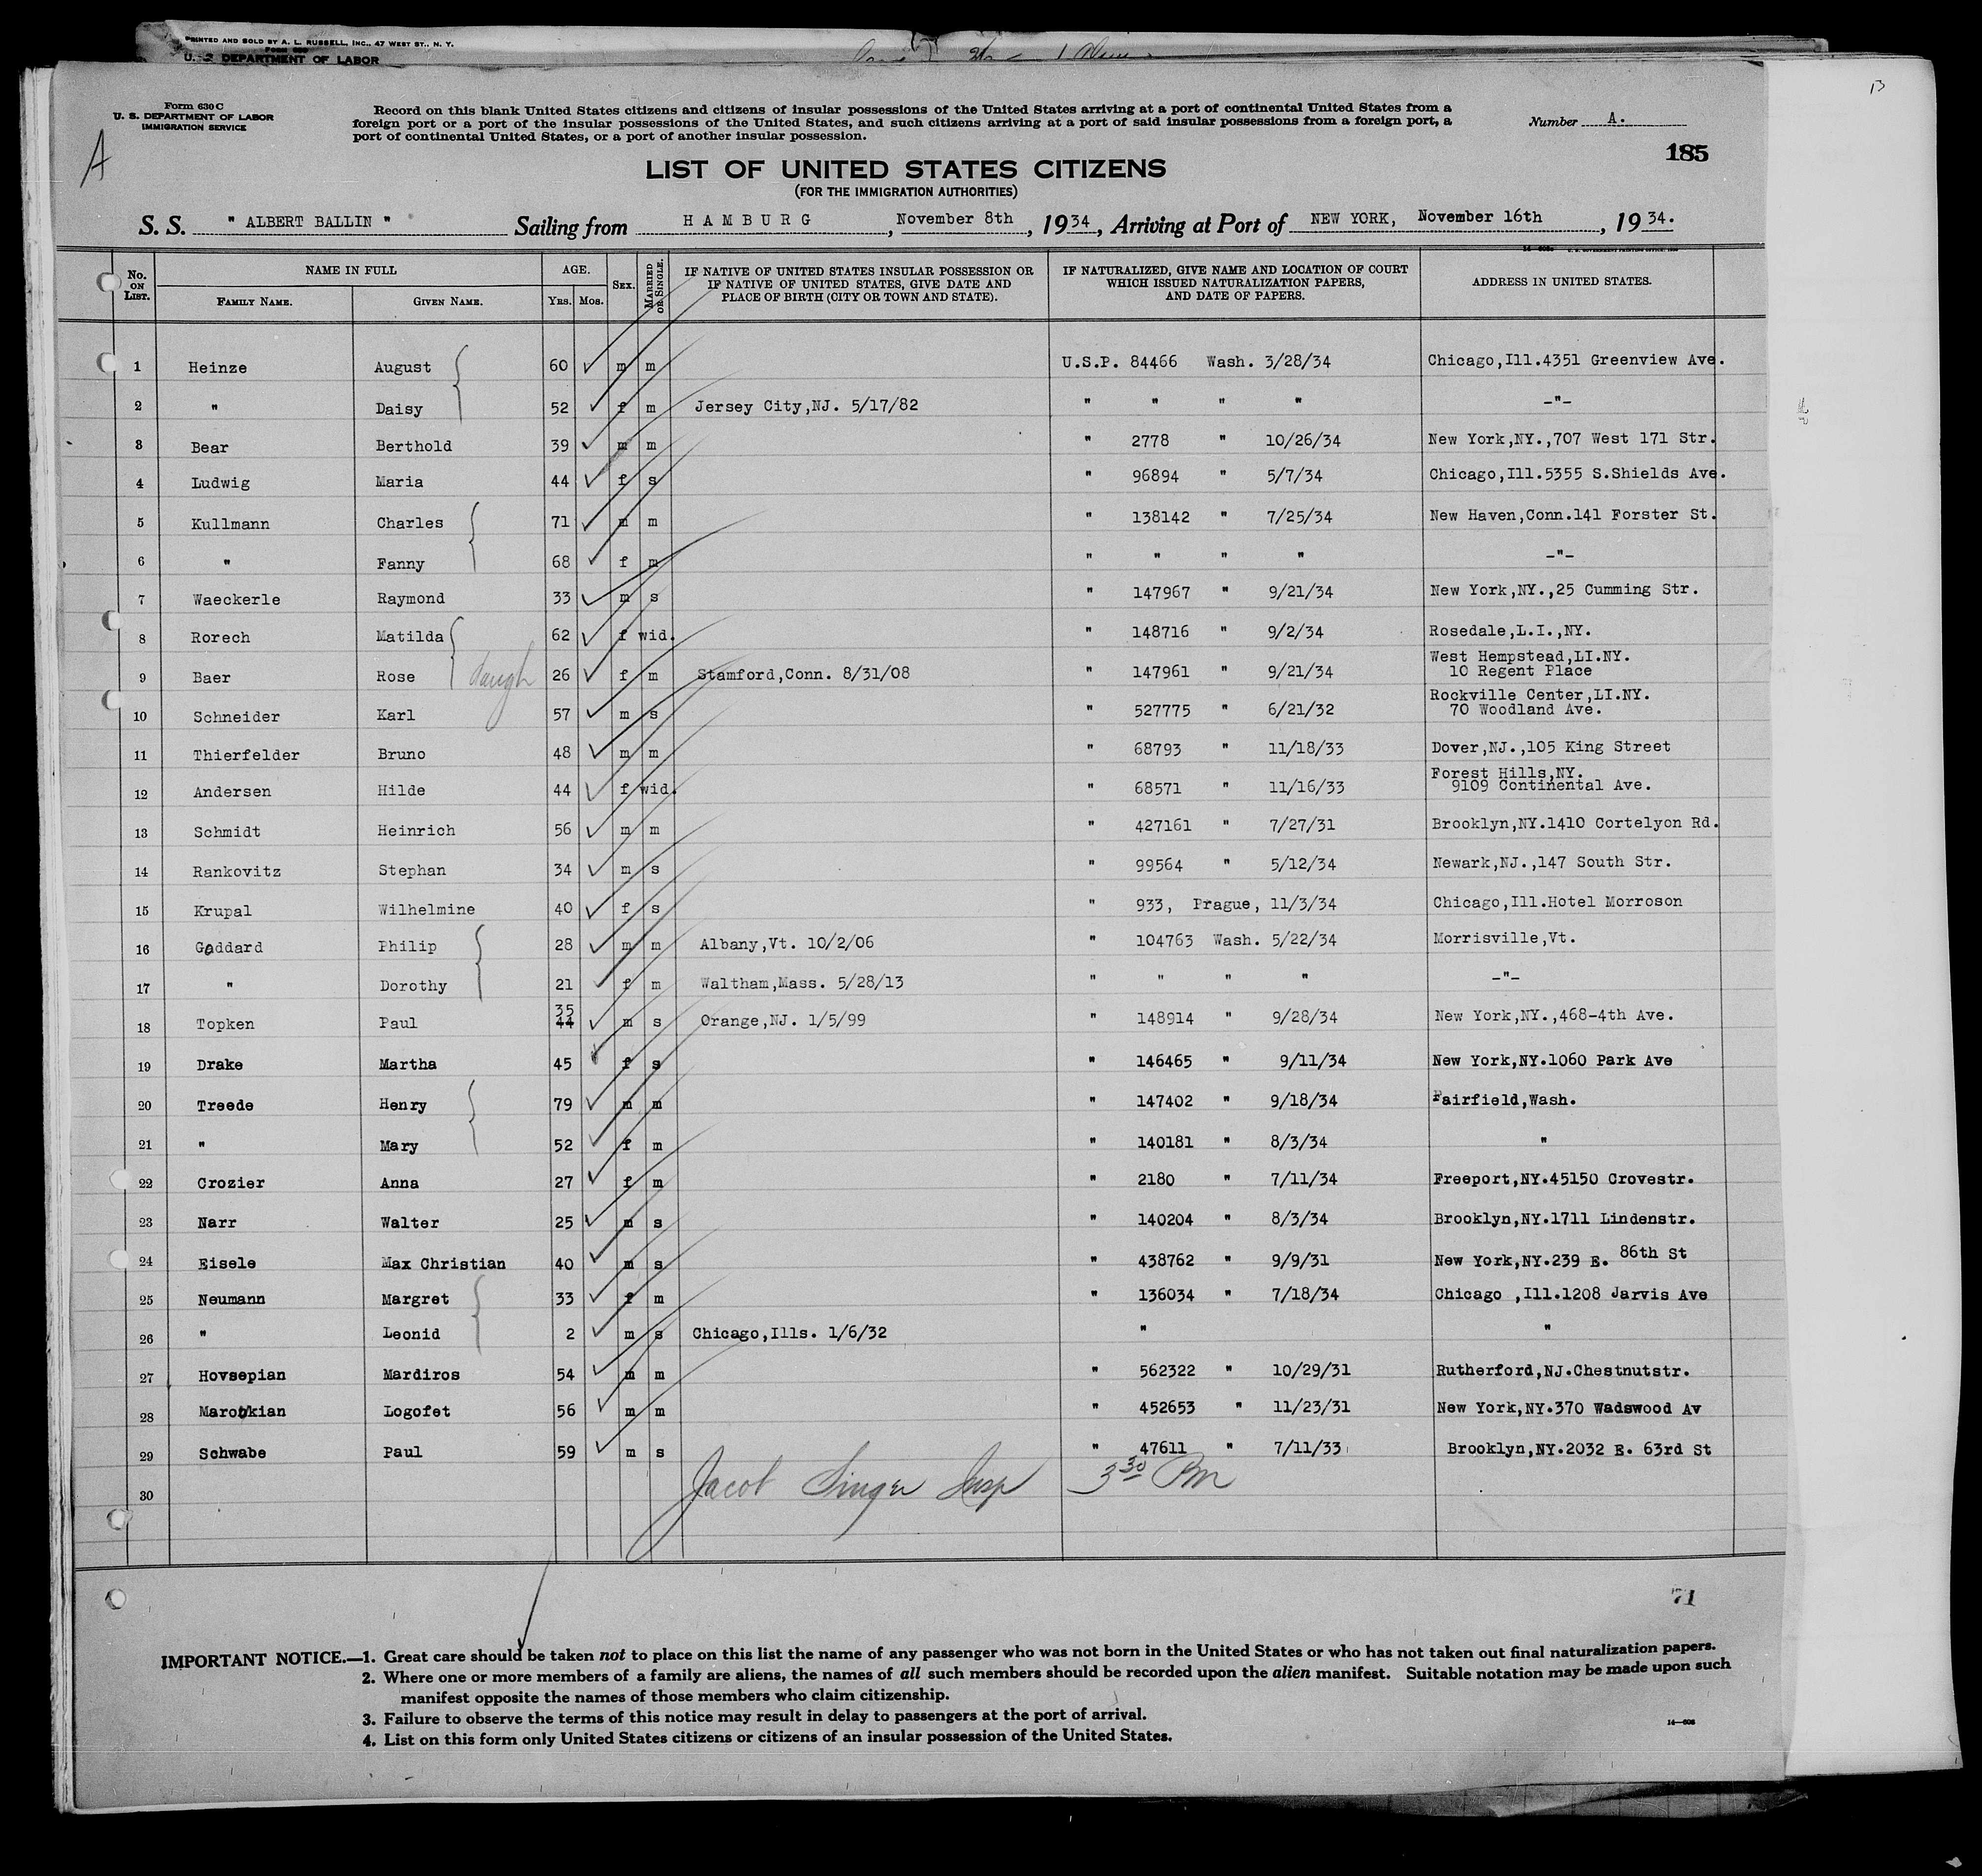 PRINTED AND SOLD BY A. L. RUSSELL, INC., 47 WEST ST., N. Y.
Form 630
U. S. DEPARTMENT OF LABOR
Form 630 C
U. S. DEPARTMENT OF LABOR
IMMIGRATION SERVICE
A
Record on this blank United States citizens and citizens of insular possessions of the United States arriving at a port of continental United States from a
foreign port or a port of the insular possessions of the United States, and such citizens arriving at a port of said insular possessions from a foreign port, a
port of continental United States, or a port of another insular possession.
Number A.
185
LIST OF UNITED STATES CITIZENS
(FOR THE IMMIGRATION AUTHORITIES)
S. S. " ALBERT BALLIN " Sailing from HAMBURG, November 8th, 1934, Arriving at Port of NEW YORK, November 16th, 1934.
No. ON LIST. NAME IN FULL FAMILY NAME. GIVEN NAME. AGE. YRS. MOS. SEX. MARRIED OR SINGLE. IF NATIVE OF UNITED STATES INSULAR POSSESSION OR IF NATIVE OF UNITED STATES, GIVE DATE AND PLACE OF BIRTH (CITY OR TOWN AND STATE). IF NATURALIZED, GIVE NAME AND LOCATION OF COURT WHICH ISSUED NATURALIZATION PAPERS, AND DATE OF PAPERS. ADDRESS IN UNITED STATES.
1 Heinze August 60 m m U.S.P. 84466 Wash. 3/28/34 Chicago,Ill.4351 Greenview Ave.
2 " Daisy 52 f m Jersey City,NJ. 5/17/82 " " " " -"-
3 Bear Berthold 39 m m " 2778 " 10/26/34 New York,NY.,707 West 171 Str.
4 Ludwig Maria 44 f s " 96894 " 5/7/34 Chicago,Ill.5355 S.Shields Ave.
5 Kullmann Charles 71 m m " 138142 " 7/25/34 New Haven,Conn.141 Forster St.
6 " Fanny 68 f m " " " " -"-
7 Waeckerle Raymond 33 m s " 147967 " 9/21/34 New York,NY.,25 Cumming Str.
8 Rorech Matilda 62 f wid. " 148716 " 9/2/34 Rosedale,L.I.,NY.
9 Baer Rose daugh 26 f m Stamford,Conn. 8/31/08 " 147961 " 9/21/34 West Hempstead,LI.NY. 10 Regent Place
10 Schneider Karl 57 m s " 527775 " 6/21/32 Rockville Center,LI.NY. 70 Woodland Ave.
11 Thierfelder Bruno 48 m m " 68793 " 11/18/33 Dover,NJ.,105 King Street
12 Andersen Hilde 44 f wid. " 68571 " 11/16/33 Forest Hills,NY. 9109 Continental Ave.
13 Schmidt Heinrich 56 m m " 427161 " 7/27/31 Brooklyn,NY.1410 Cortelyon Rd.
14 Rankovitz Stephan 34 m s " 99564 " 5/12/34 Newark,NJ.,147 South Str.
15 Krupal Wilhelmine 40 f s " 933, Prague, 11/3/34 Chicago,Ill.Hotel Morroson
16 Goddard Philip 28 m m Albany,Vt. 10/2/06 " 104763 Wash. 5/22/34 Morrisville,Vt.
17 " Dorothy 21 f m Waltham,Mass. 5/28/13 " " " " -"-
18 Topken Paul 35 44 m s Orange,NJ. 1/5/99 " 148914 " 9/28/34 New York,NY.,468-4th Ave.
19 Drake Martha 45 f s " 146465 " 9/11/34 New York,NY.1060 Park Ave
20 Treede Henry 79 m m " 147402 " 9/18/34 Fairfield,Wash.
21 " Mary 52 f m " 140181 " 8/3/34 "
22 Crozier Anna 27 f m " 2180 " 7/11/34 Freeport,NY.45150 Crovestr.
23 Narr Walter 25 m s " 140204 " 8/3/34 Brooklyn,NY.1711 Lindenstr.
24 Eisele Max Christian 40 m s " 438762 " 9/9/31 New York,NY.239 E. 86th St
25 Neumann Margret 33 f m " 136034 " 7/18/34 Chicago ,Ill.1208 Jarvis Ave
26 " Leonid 2 m s Chicago,Ills. 1/6/32 " "
27 Hovsepian Mardiros 54 m m " 562322 " 10/29/31 Rutherford,NJ.Chestnutstr.
28 Marotkian Logofet 56 m m " 452653 " 11/23/31 New York,NY.370 Wadswood Av
29 Schwabe Paul 59 m s " 47611 " 7/11/33 Brooklyn,NY.2032 E. 63rd St
30
Jacob Singer Insp 3 30 Pm
71
IMPORTANT NOTICE.—1. Great care should be taken not to place on this list the name of any passenger who was not born in the United States or who has not taken out final naturalization papers.
2. Where one or more members of a family are aliens, the names of all such members should be recorded upon the alien manifest. Suitable notation may be made upon such
manifest opposite the names of those members who claim citizenship.
3. Failure to observe the terms of this notice may result in delay to passengers at the port of arrival.
4. List on this form only United States citizens or citizens of an insular possession of the United States.
14—608